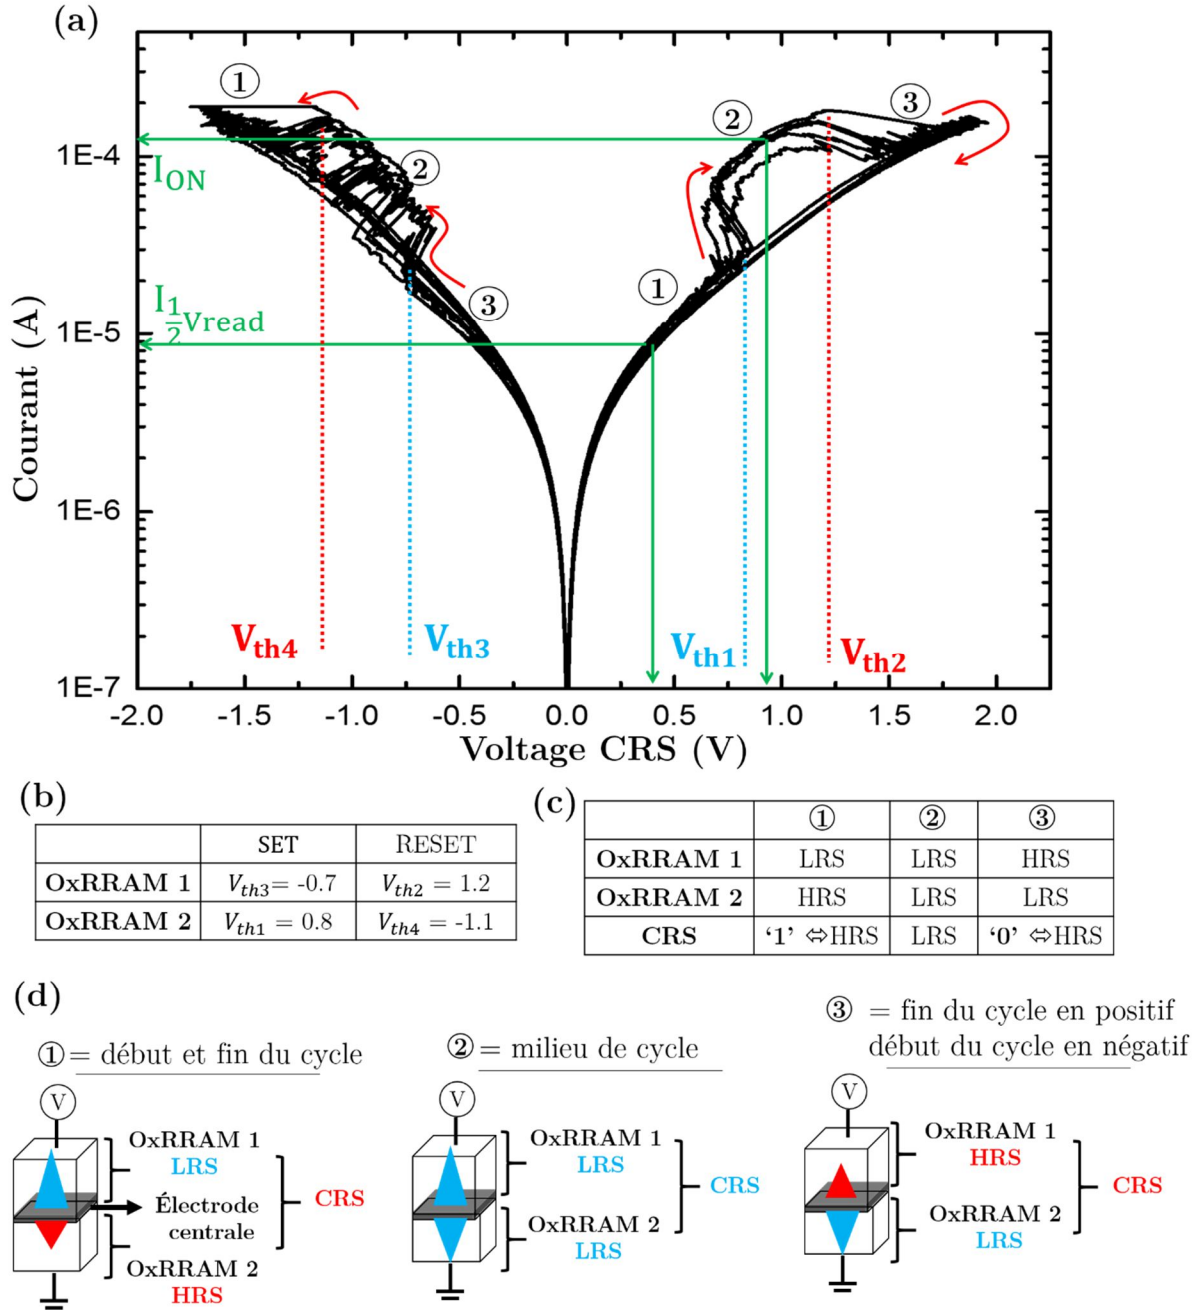 (a)
Courant (A)
1E-4
1E-5
1E-6
1E-7
① ② ③
③ ① ②
I_ON
I_½Vread
V_th4 V_th3 V_th1 V_th2
-2.0 -1.5 -1.0 -0.5 0.0 0.5 1.0 1.5 2.0
Voltage CRS (V)
(b)
SET RESET
OxRRAM 1 V_th3= -0.7 V_th2 = 1.2
OxRRAM 2 V_th1 = 0.8 V_th4 = -1.1
(c)
① ② ③
OxRRAM 1 LRS LRS HRS
OxRRAM 2 HRS LRS LRS
CRS ‘1’ ⇔HRS LRS ‘0’ ⇔HRS
(d)
① = début et fin du cycle
V
OxRRAM 1
LRS
Électrode
centrale
OxRRAM 2
HRS
CRS
② = milieu de cycle
V
OxRRAM 1
LRS
OxRRAM 2
LRS
CRS
③ = fin du cycle en positif
début du cycle en négatif
V
OxRRAM 1
HRS
OxRRAM 2
LRS
CRS